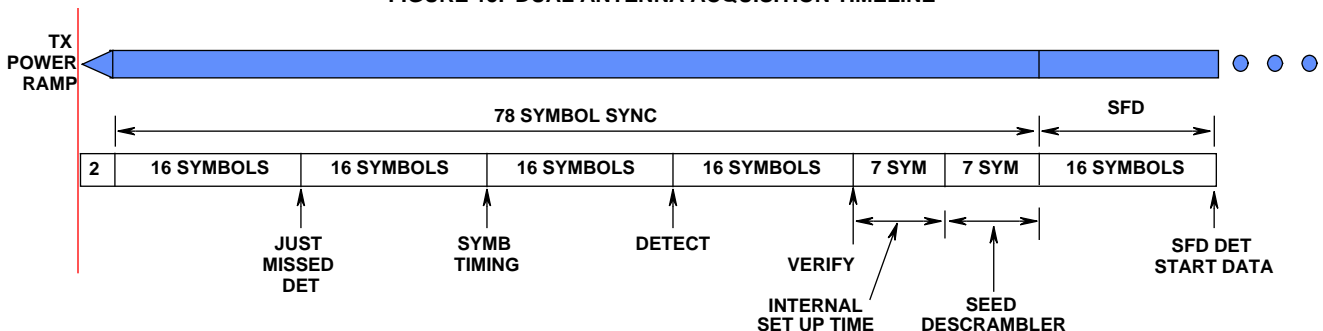 FIGURE 10. DUAL ANTENNA ACQUISITION TIMELINE
TX
POWER
RAMP
78 SYMBOL SYNC
SFD
2
16 SYMBOLS
16 SYMBOLS
16 SYMBOLS
16 SYMBOLS
7 SYM
7 SYM
16 SYMBOLS
JUST
MISSED
DET
SYMB
TIMING
DETECT
VERIFY
INTERNAL
SET UP TIME
SEED
DESCRAMBLER
SFD DET
START DATA